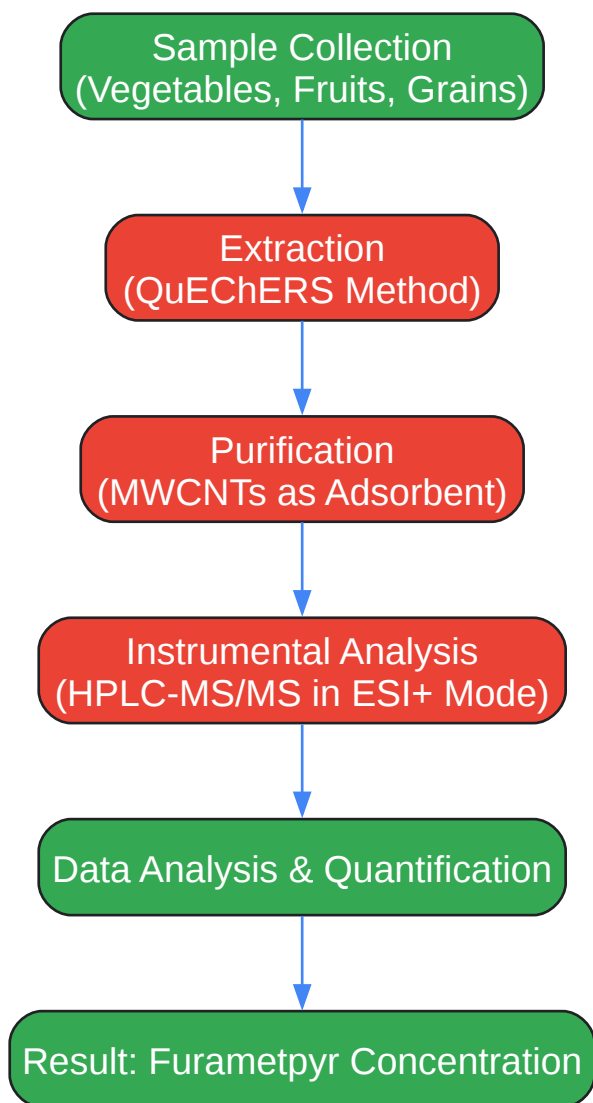 Sample Collection
(Vegetables, Fruits, Grains)
Extraction
(QuEChERS Method)
Purification
(MWCNTs as Adsorbent)
Instrumental Analysis
(HPLC-MS/MS in ESI+ Mode)
Data Analysis & Quantification
Result: Furametpyr Concentration